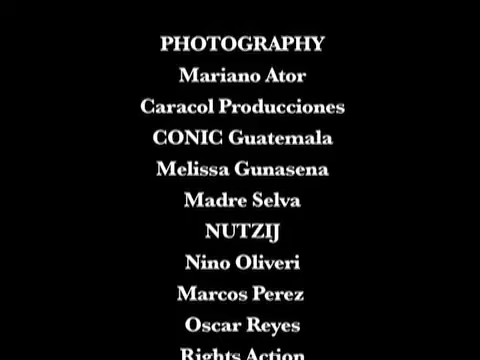 PHOTOGRAPHY
Mariano Ator
Caracol Producciones
CONIC Guatemala
Melissa Gunasena
Madre Selva
NUTZIJ
Nino Oliveri
Marcos Perez
Oscar Reyes
Rights Action